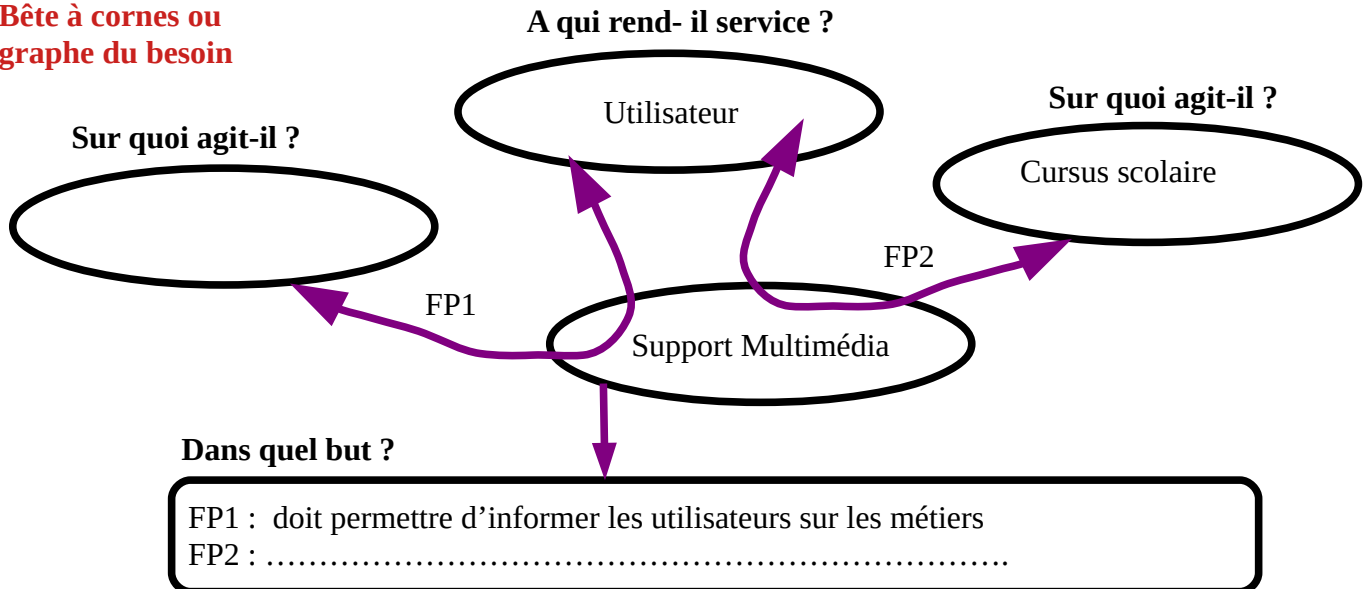 Bête à cornes ou
graphe du besoin
A qui rend- il service ?
Utilisateur
Sur quoi agit-il ?
Cursus scolaire
Sur quoi agit-il ?
FP1
FP2
Support Multimédia
Dans quel but ?
FP1 : doit permettre d’informer les utilisateurs sur les métiers
FP2 : …………………………………………………………….